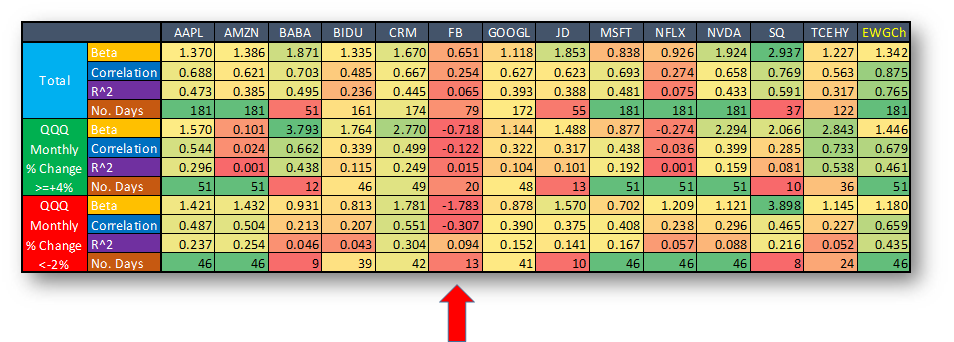 AAPL AMZN BABA BIDU CRM FB GOOGL JD MSFT NFLX NVDA SQ TCEHY EWGCh
Total
Beta 1.370 1.386 1.871 1.335 1.670 0.651 1.118 1.853 0.838 0.926 1.924 2.937 1.227 1.342
Correlation 0.688 0.621 0.703 0.485 0.667 0.254 0.627 0.623 0.693 0.274 0.658 0.769 0.563 0.875
R^2 0.473 0.385 0.495 0.236 0.445 0.065 0.393 0.388 0.481 0.075 0.433 0.591 0.317 0.765
No. Days 181 181 51 161 174 79 172 55 181 181 181 37 122 181
QQQ Beta 1.570 0.101 3.793 1.764 2.770 -0.718 1.144 1.488 0.877 -0.274 2.294 2.066 2.843 1.446
Monthly Correlation 0.544 0.024 0.662 0.339 0.499 -0.122 0.322 0.317 0.438 -0.036 0.399 0.285 0.733 0.679
% Change R^2 0.296 0.001 0.438 0.115 0.249 0.015 0.104 0.101 0.192 0.001 0.159 0.081 0.538 0.461
>=+4% No. Days 51 51 12 46 49 20 48 13 51 51 51 10 36 51
QQQ Beta 1.421 1.432 0.931 0.813 1.781 -1.783 0.878 1.570 0.702 1.209 1.121 3.898 1.145 1.180
Monthly Correlation 0.487 0.504 0.213 0.207 0.551 -0.307 0.390 0.375 0.408 0.238 0.296 0.465 0.227 0.659
% Change R^2 0.237 0.254 0.046 0.043 0.304 0.094 0.152 0.141 0.167 0.057 0.088 0.216 0.052 0.435
<-2% No. Days 46 46 9 39 42 13 41 10 46 46 46 8 24 46